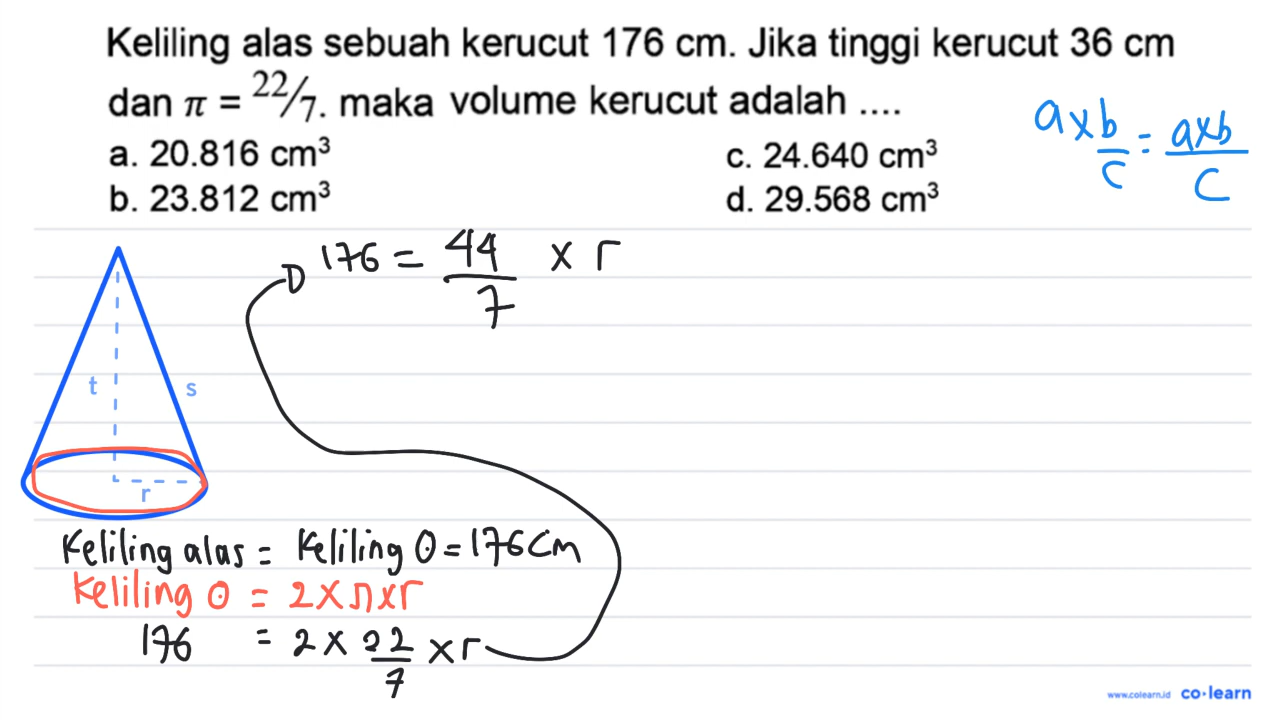 Keliling alas sebuah kerucut 176 cm. Jika tinggi kerucut 36 cm
dan π = 22/7. maka volume kerucut adalah ....
a. 20.816 cm³
c. 24.640 cm³
b. 23.812 cm³
d. 29.568 cm³
a x b/c = a x b/c
176 = 44/7 x r
t
s
r
Keliling alas = Keliling ʘ = 176 Cm
Keliling ʘ = 2 x π x r
176 = 2 x 22/7 x r
www.colearn.id co·learn